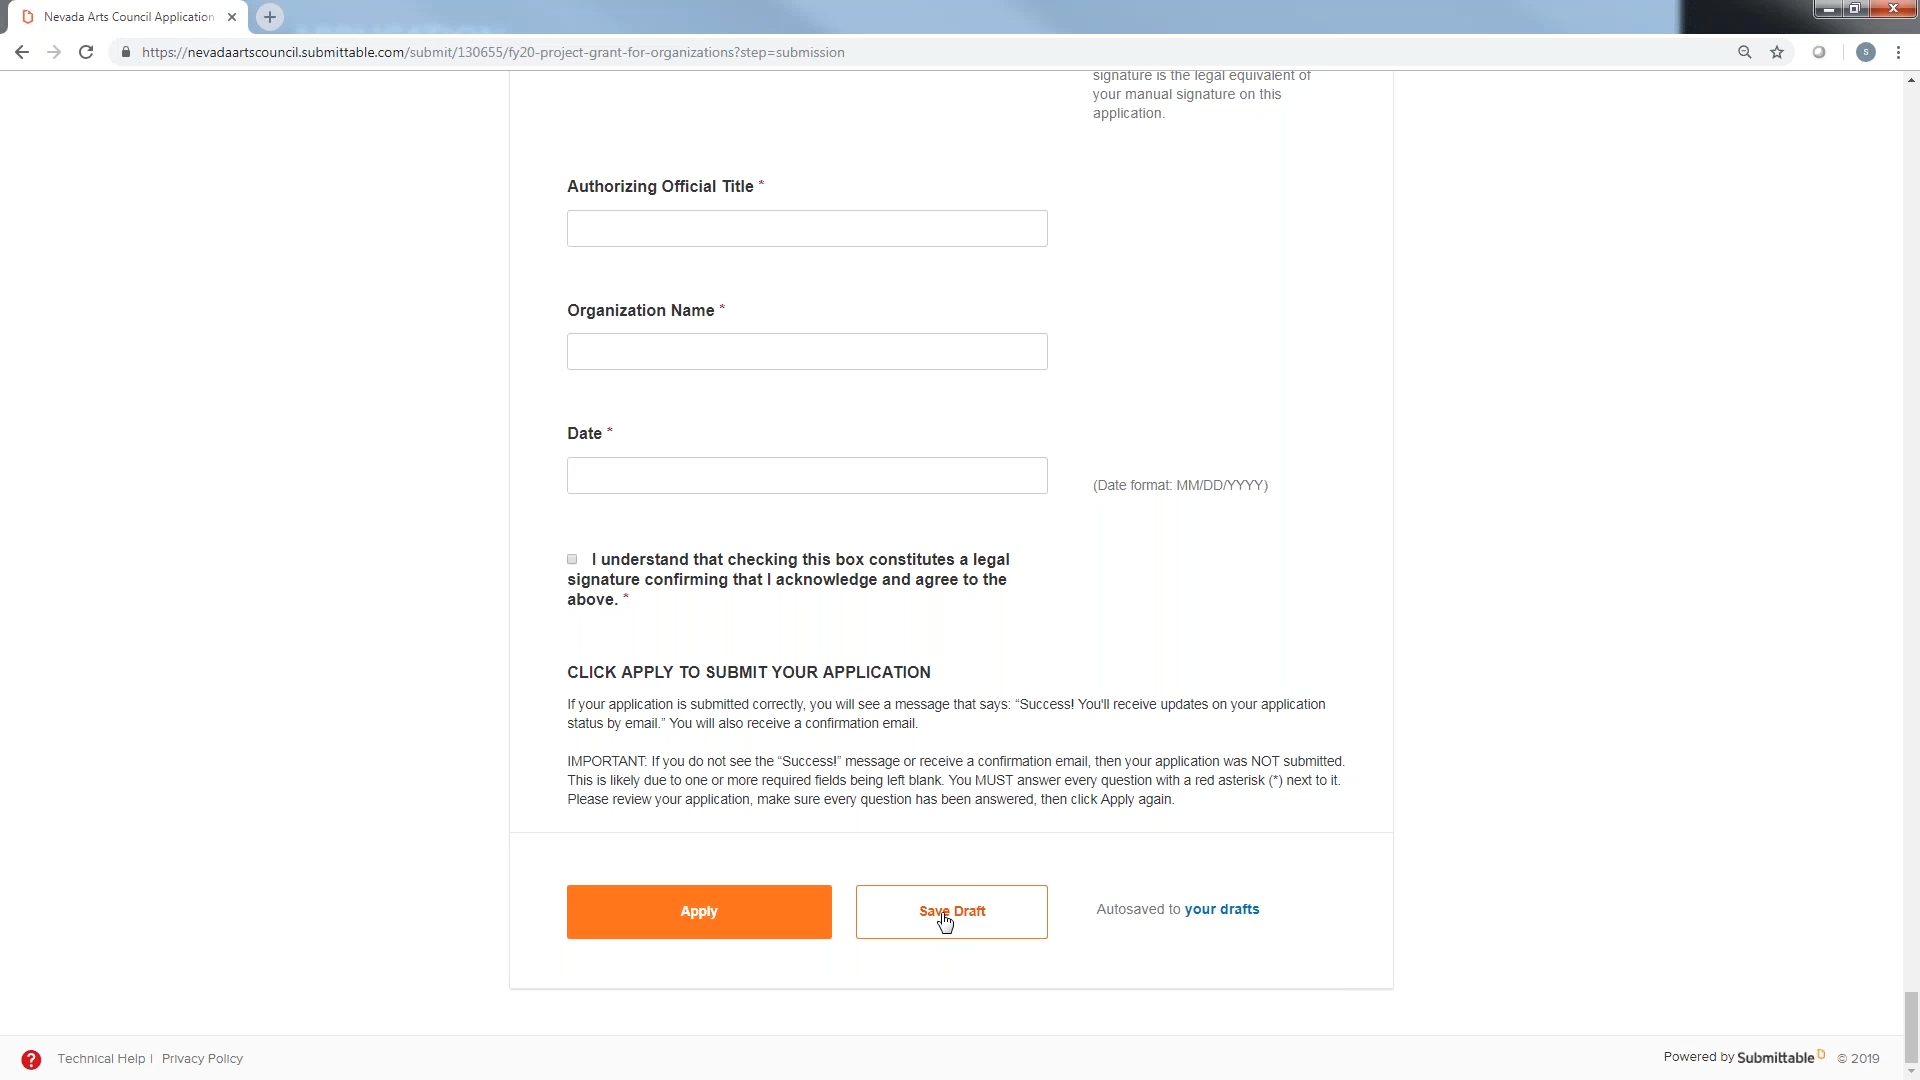 Nevada Arts Council Application
https://nevadaartscouncil.submittable.com/submit/130655/fy20-project-grant-for-organizations?step=submission
S
signature is the legal equivalent of
your manual signature on this
application.
Authorizing Official Title *
Organization Name *
Date *
(Date format: MM/DD/YYYY)
I understand that checking this box constitutes a legal
signature confirming that I acknowledge and agree to the
above. *
CLICK APPLY TO SUBMIT YOUR APPLICATION
If your application is submitted correctly, you will see a message that says: “Success! You'll receive updates on your application
status by email.” You will also receive a confirmation email.
IMPORTANT: If you do not see the “Success!” message or receive a confirmation email, then your application was NOT submitted.
This is likely due to one or more required fields being left blank. You MUST answer every question with a red asterisk (*) next to it.
Please review your application, make sure every question has been answered, then click Apply again.
Apply
Save Draft
Autosaved to your drafts
? Technical Help | Privacy Policy
Powered by Submittable © 2019